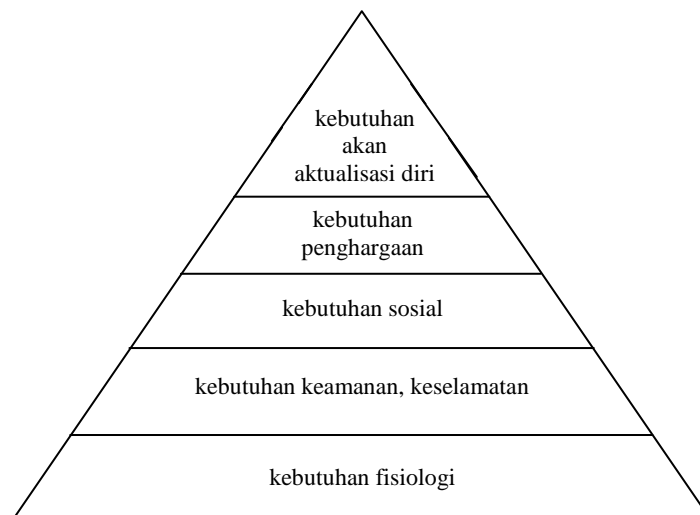 kebutuhan
akan
aktualisasi diri
kebutuhan
penghargaan
kebutuhan sosial
kebutuhan keamanan, keselamatan
kebutuhan fisiologi